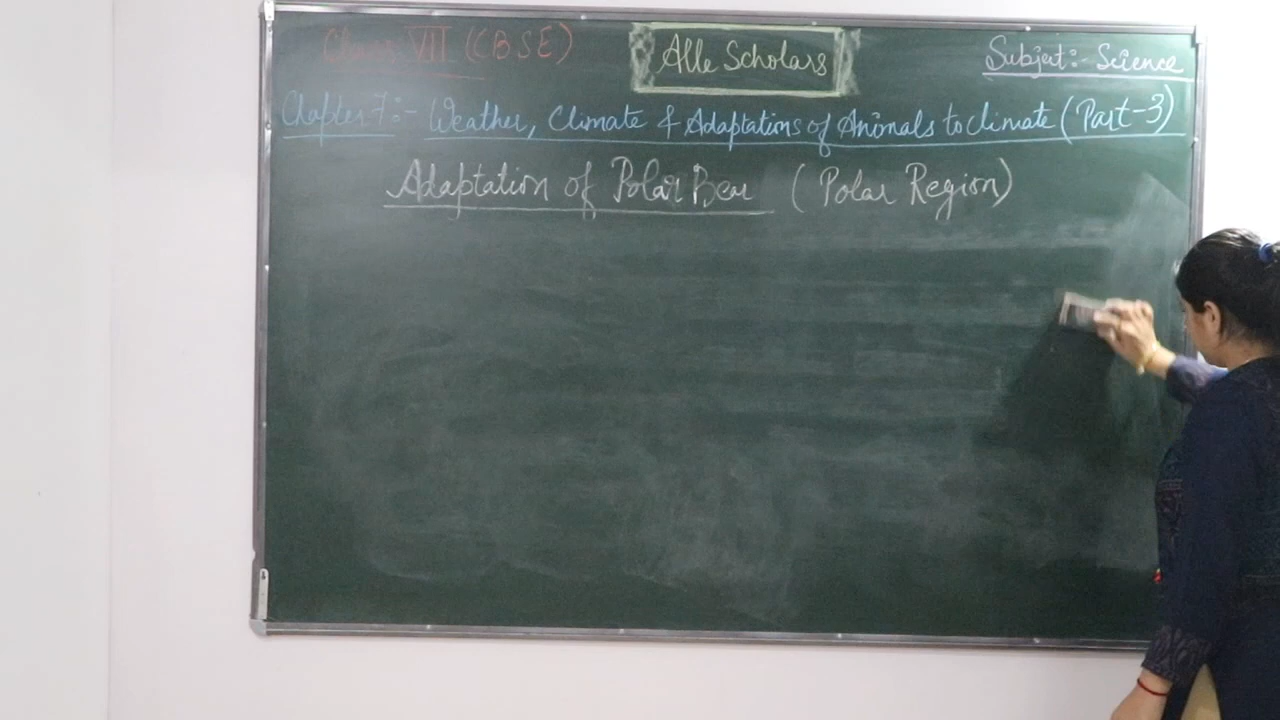 Class VII (CBSE)
Alle Scholars
Subject:- Science
Chapter 7:- Weather, Climate & Adaptations of Animals to climate (Part-3)
Adaptation of Polar Bear (Polar Region)